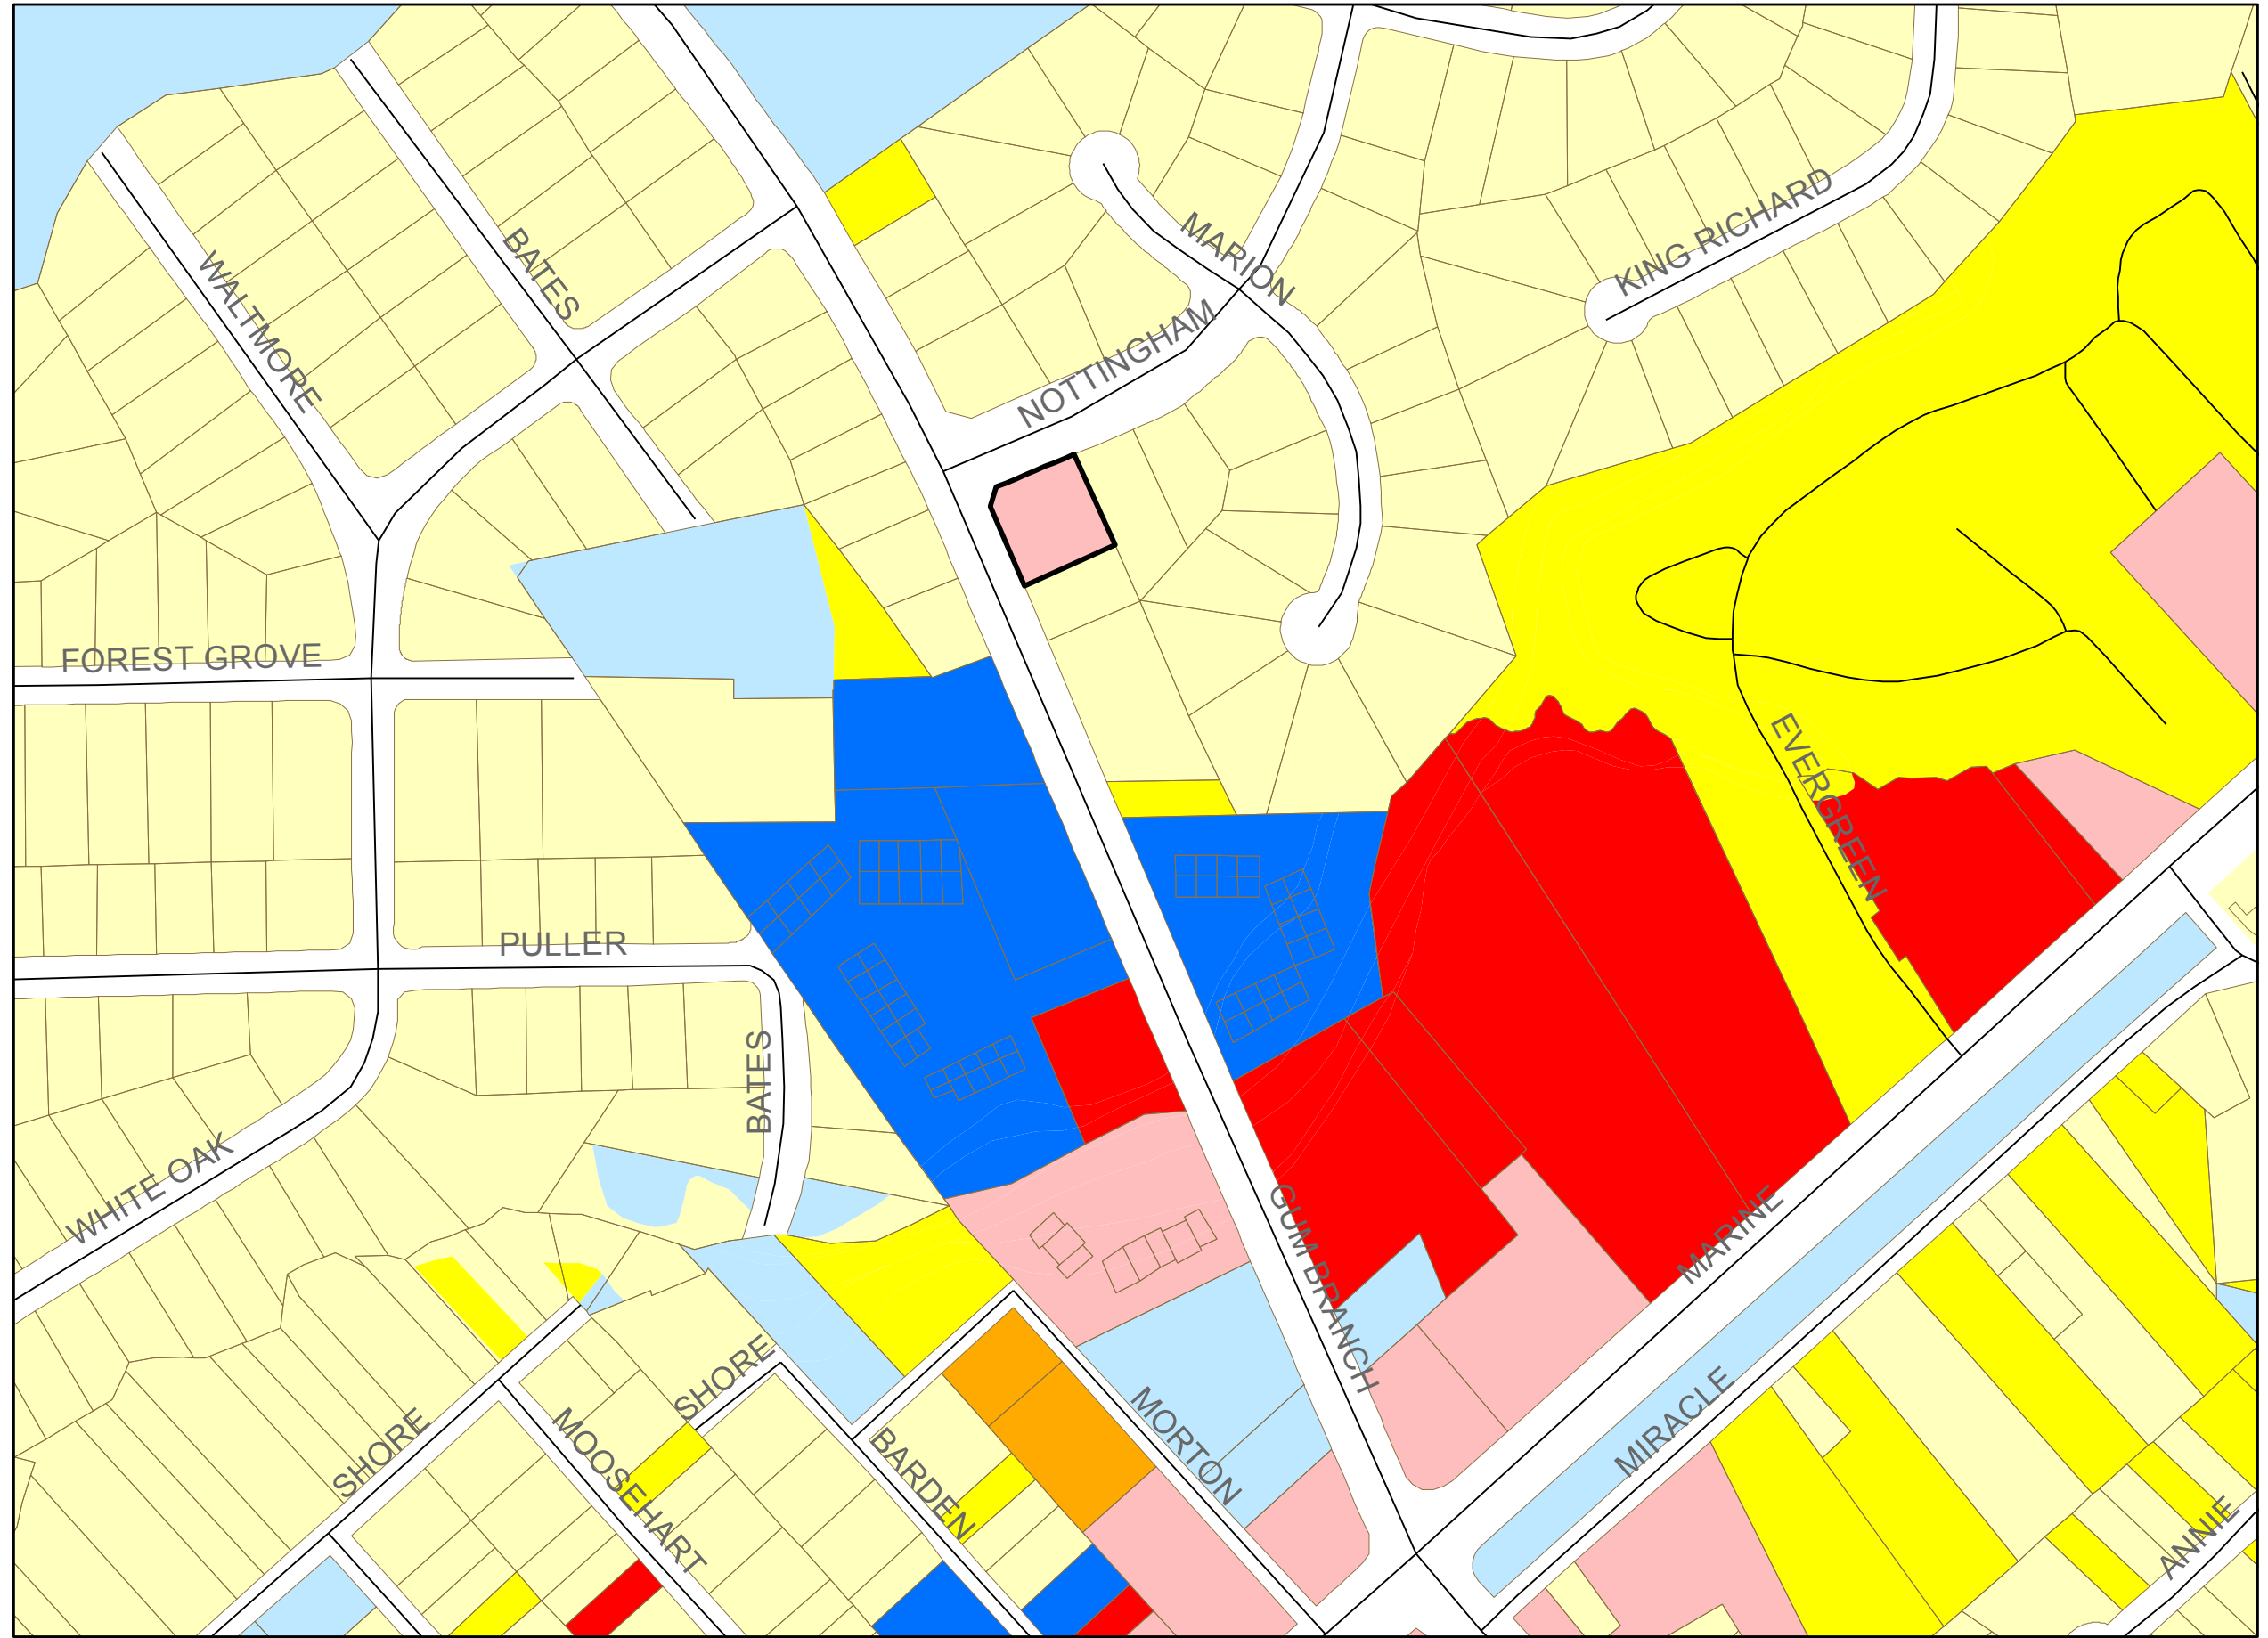 MARION
KING RICHARD
BATES
WALTMORE
NOTTINGHAM
FOREST GROVE
EVERGREEN
PULLER
BATES
WHITE OAK
GUM BRANCH
MARINE
SHORE
MIRACLE
MORTON
SHORE
MOOSEHART
BARDEN
ANNIE